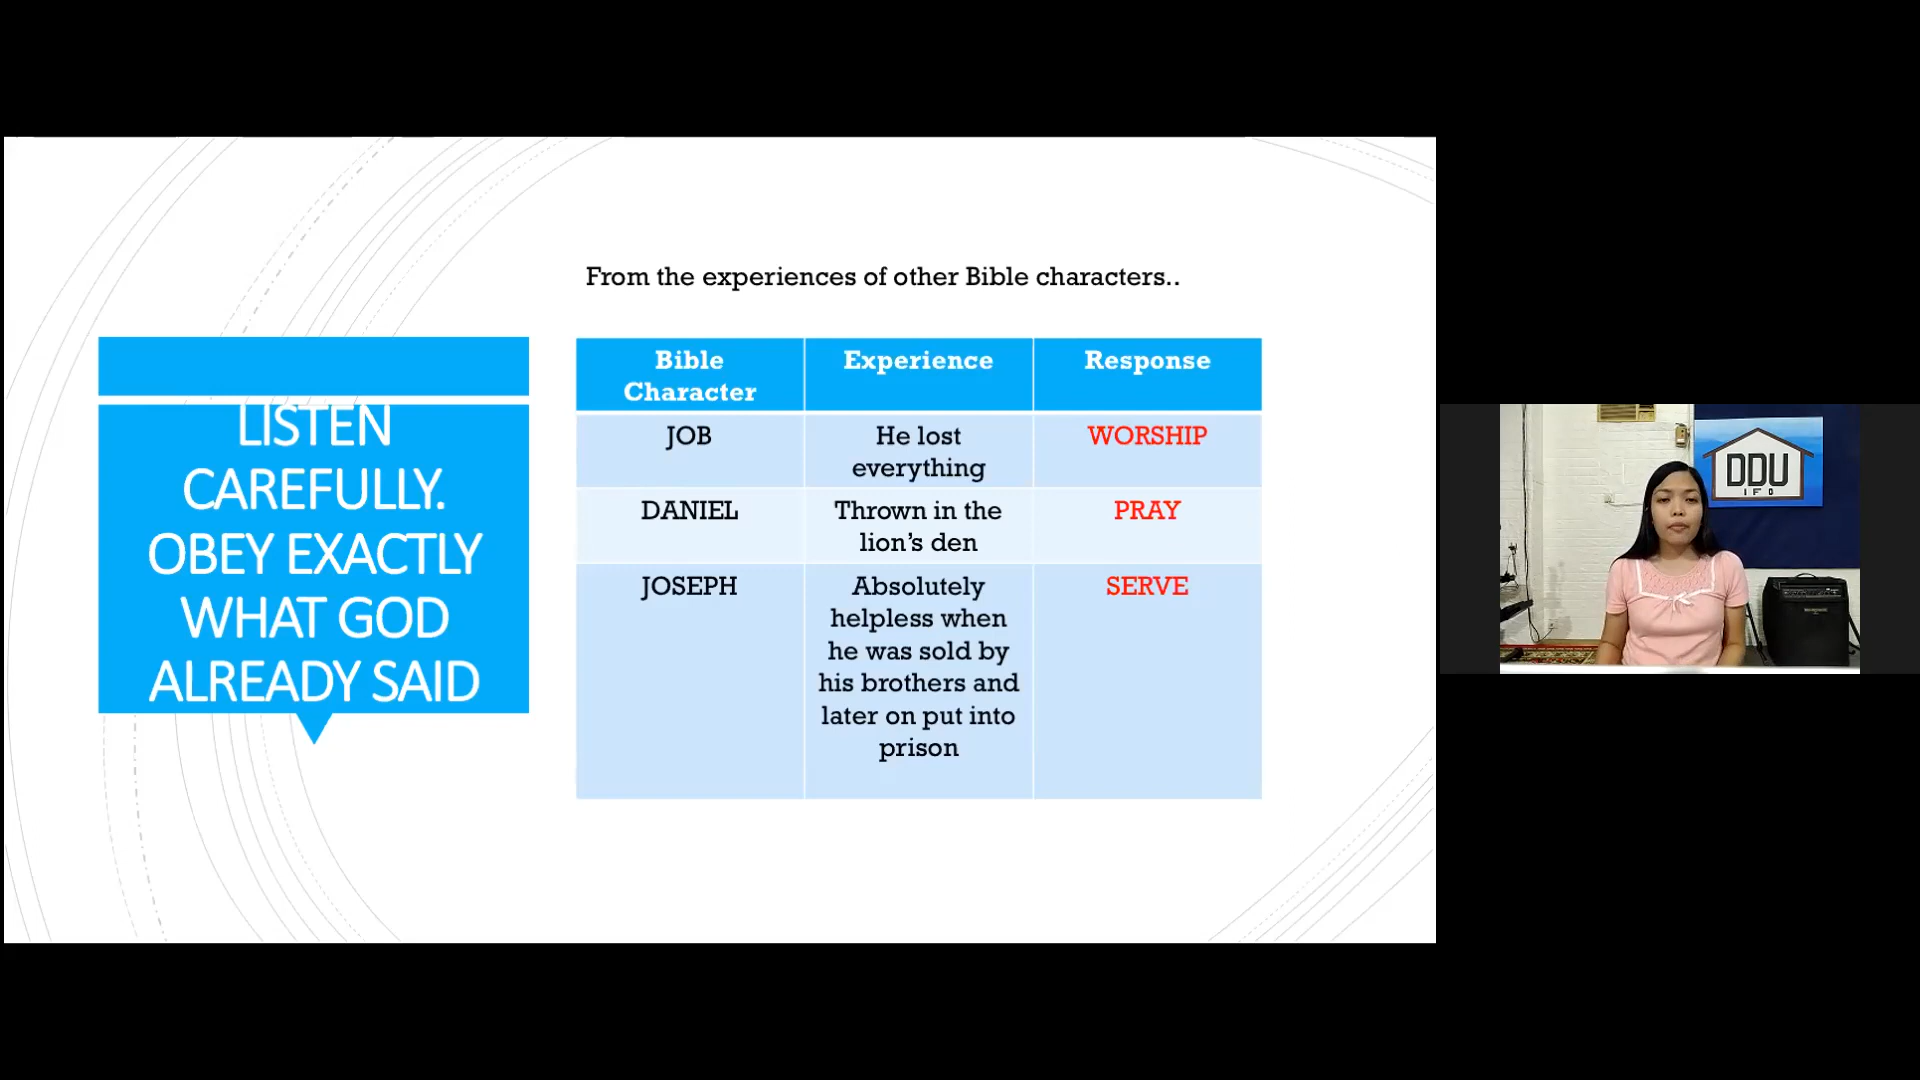 From the experiences of other Bible characters..
LISTEN
CAREFULLY.
OBEY EXACTLY
WHAT GOD
ALREADY SAID
Bible
Character
Experience
Response
JOB
He lost
everything
WORSHIP
DANIEL
Thrown in the
lion’s den
PRAY
JOSEPH
Absolutely
helpless when
he was sold by
his brothers and
later on put into
prison
SERVE
DDU
IFO